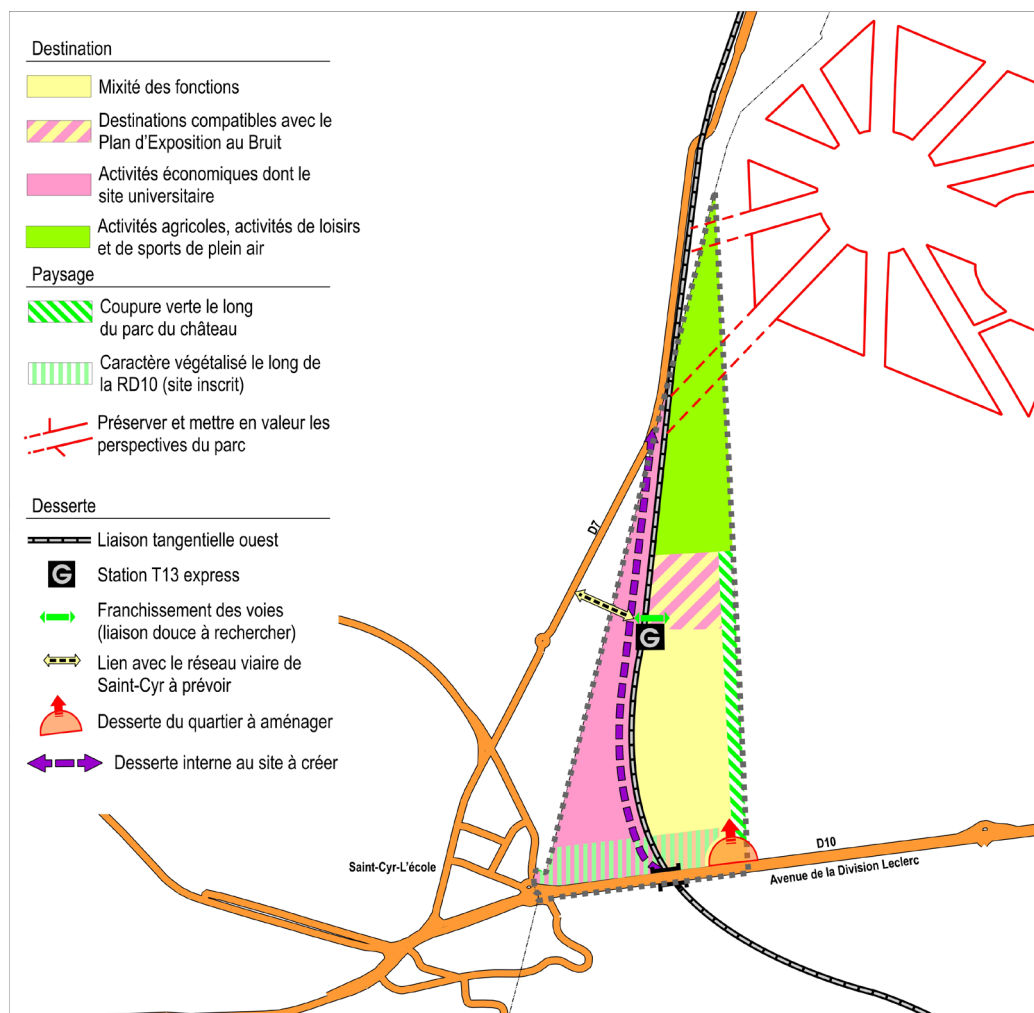 Destination
Mixité des fonctions
Destinations compatibles avec le
Plan d'Exposition au Bruit
Activités économiques dont le
site universitaire
Activités agricoles, activités de loisirs
et de sports de plein air
Paysage
Coupure verte le long
du parc du château
Caractère végétalisé le long de
la RD10 (site inscrit)
Préserver et mettre en valeur les
perspectives du parc
Desserte
Liaison tangentielle ouest
G
Station T13 express
Franchissement des voies
(liaison douce à rechercher)
Lien avec le réseau viaire de
Saint-Cyr à prévoir
Desserte du quartier à aménager
Desserte interne au site à créer
D7
G
Saint-Cyr-L'école
D10
Avenue de la Division Leclerc